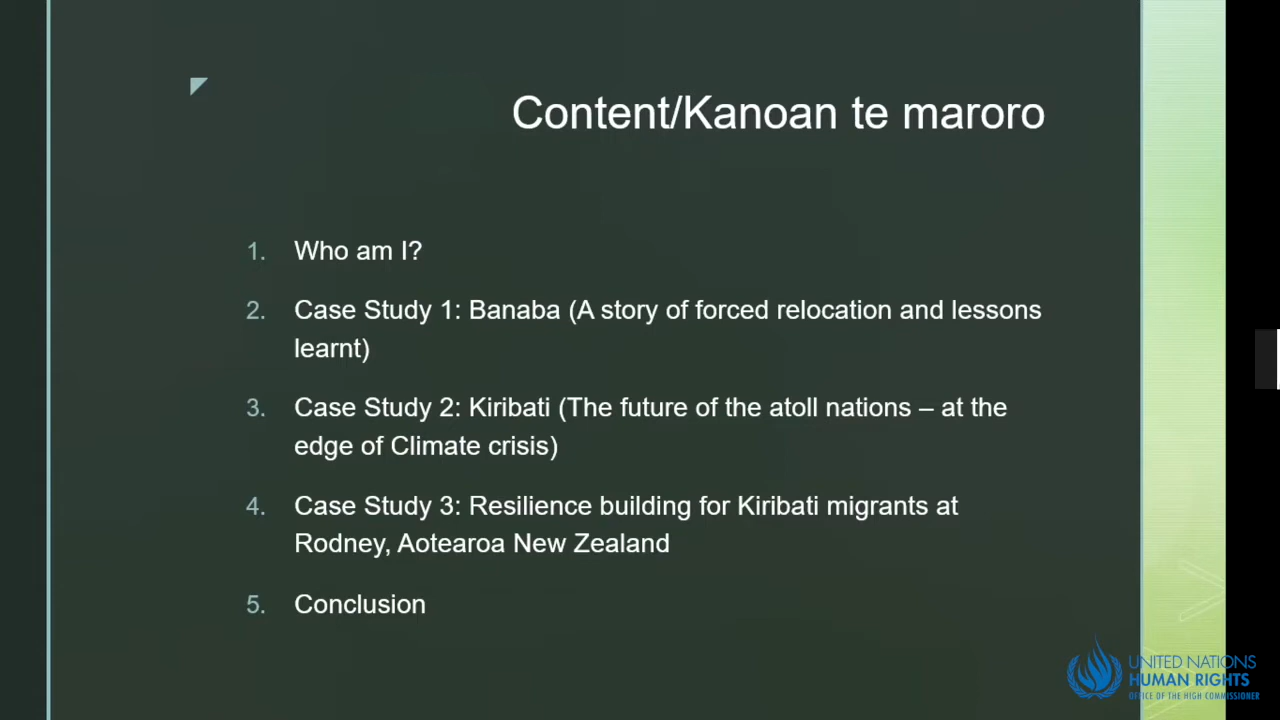 Content/Kanoan te maroro
1. Who am I?
2. Case Study 1: Banaba (A story of forced relocation and lessons
learnt)
3. Case Study 2: Kiribati (The future of the atoll nations – at the
edge of Climate crisis)
4. Case Study 3: Resilience building for Kiribati migrants at
Rodney, Aotearoa New Zealand
5. Conclusion
UNITED NATIONS
HUMAN RIGHTS
OFFICE OF THE HIGH COMMISSIONER